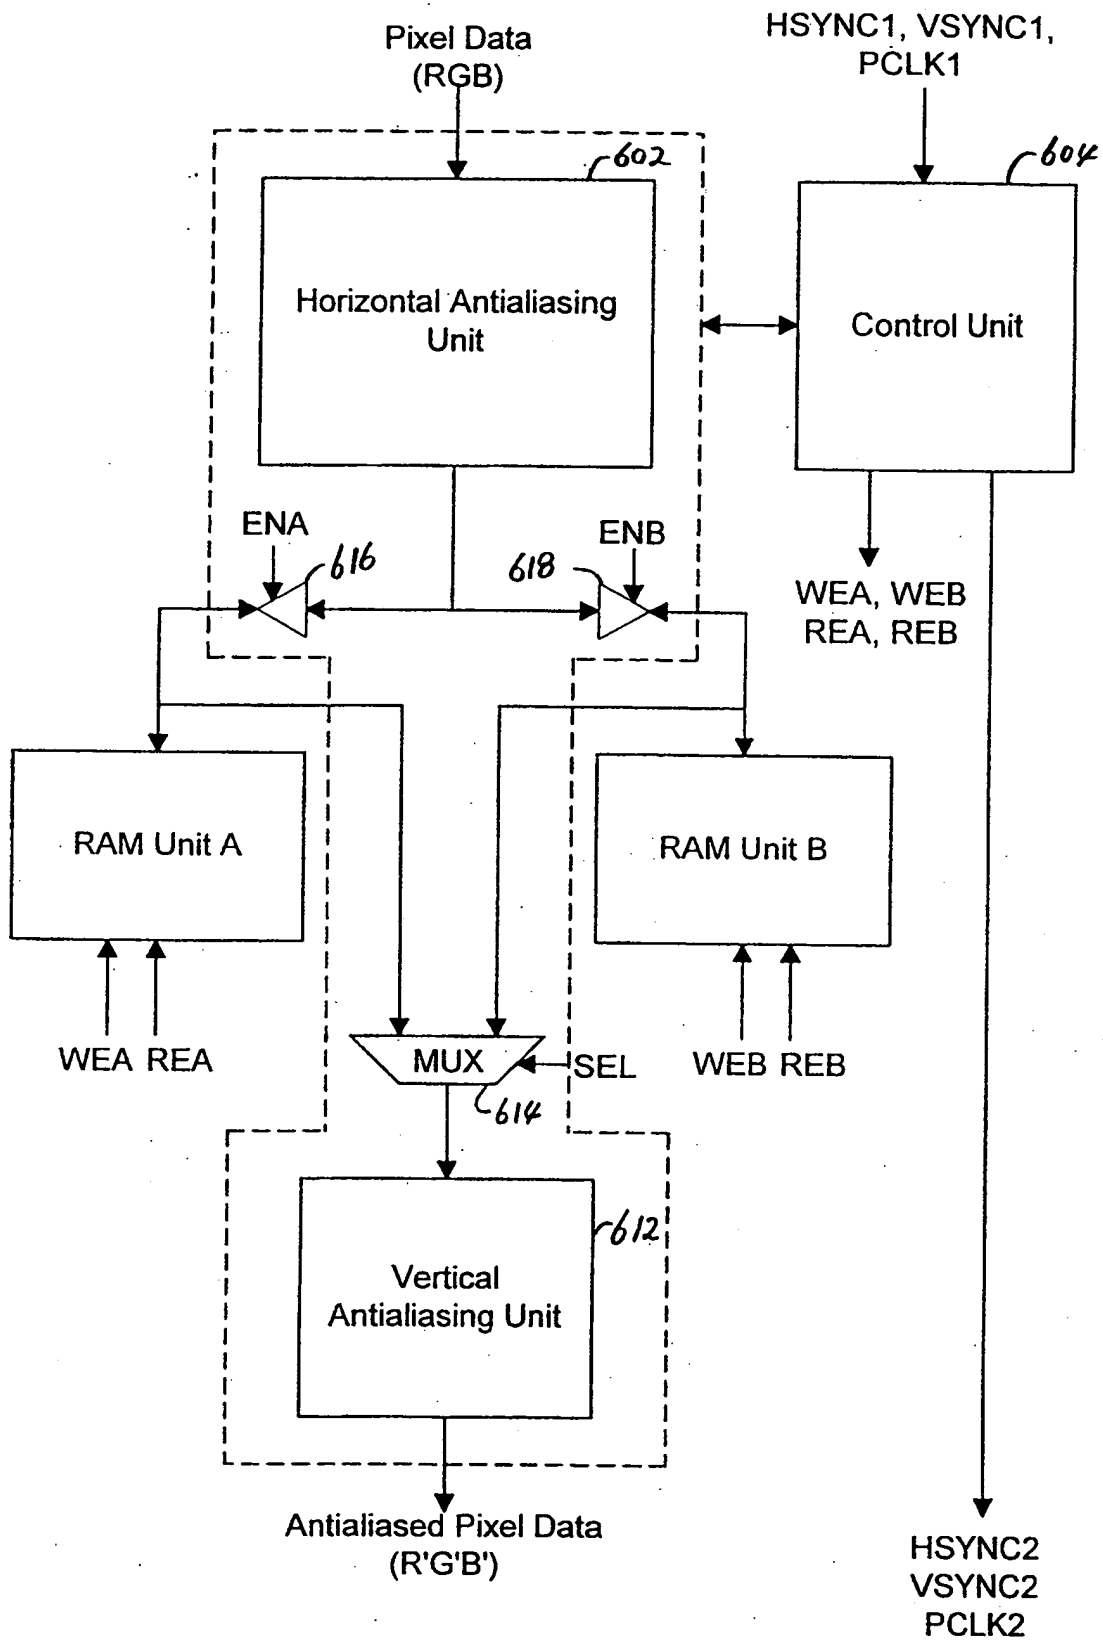 Pixel Data
(RGB)
HSYNC1, VSYNC1,
PCLK1
602
604
Horizontal Antialiasing
Unit
Control Unit
ENA
616
618
ENB
WEA, WEB
REA, REB
RAM Unit A
RAM Unit B
WEA REA
MUX
SEL
WEB REB
614
612
Vertical
Antialiasing Unit
Antialiased Pixel Data
(R'G'B')
HSYNC2
VSYNC2
PCLK2